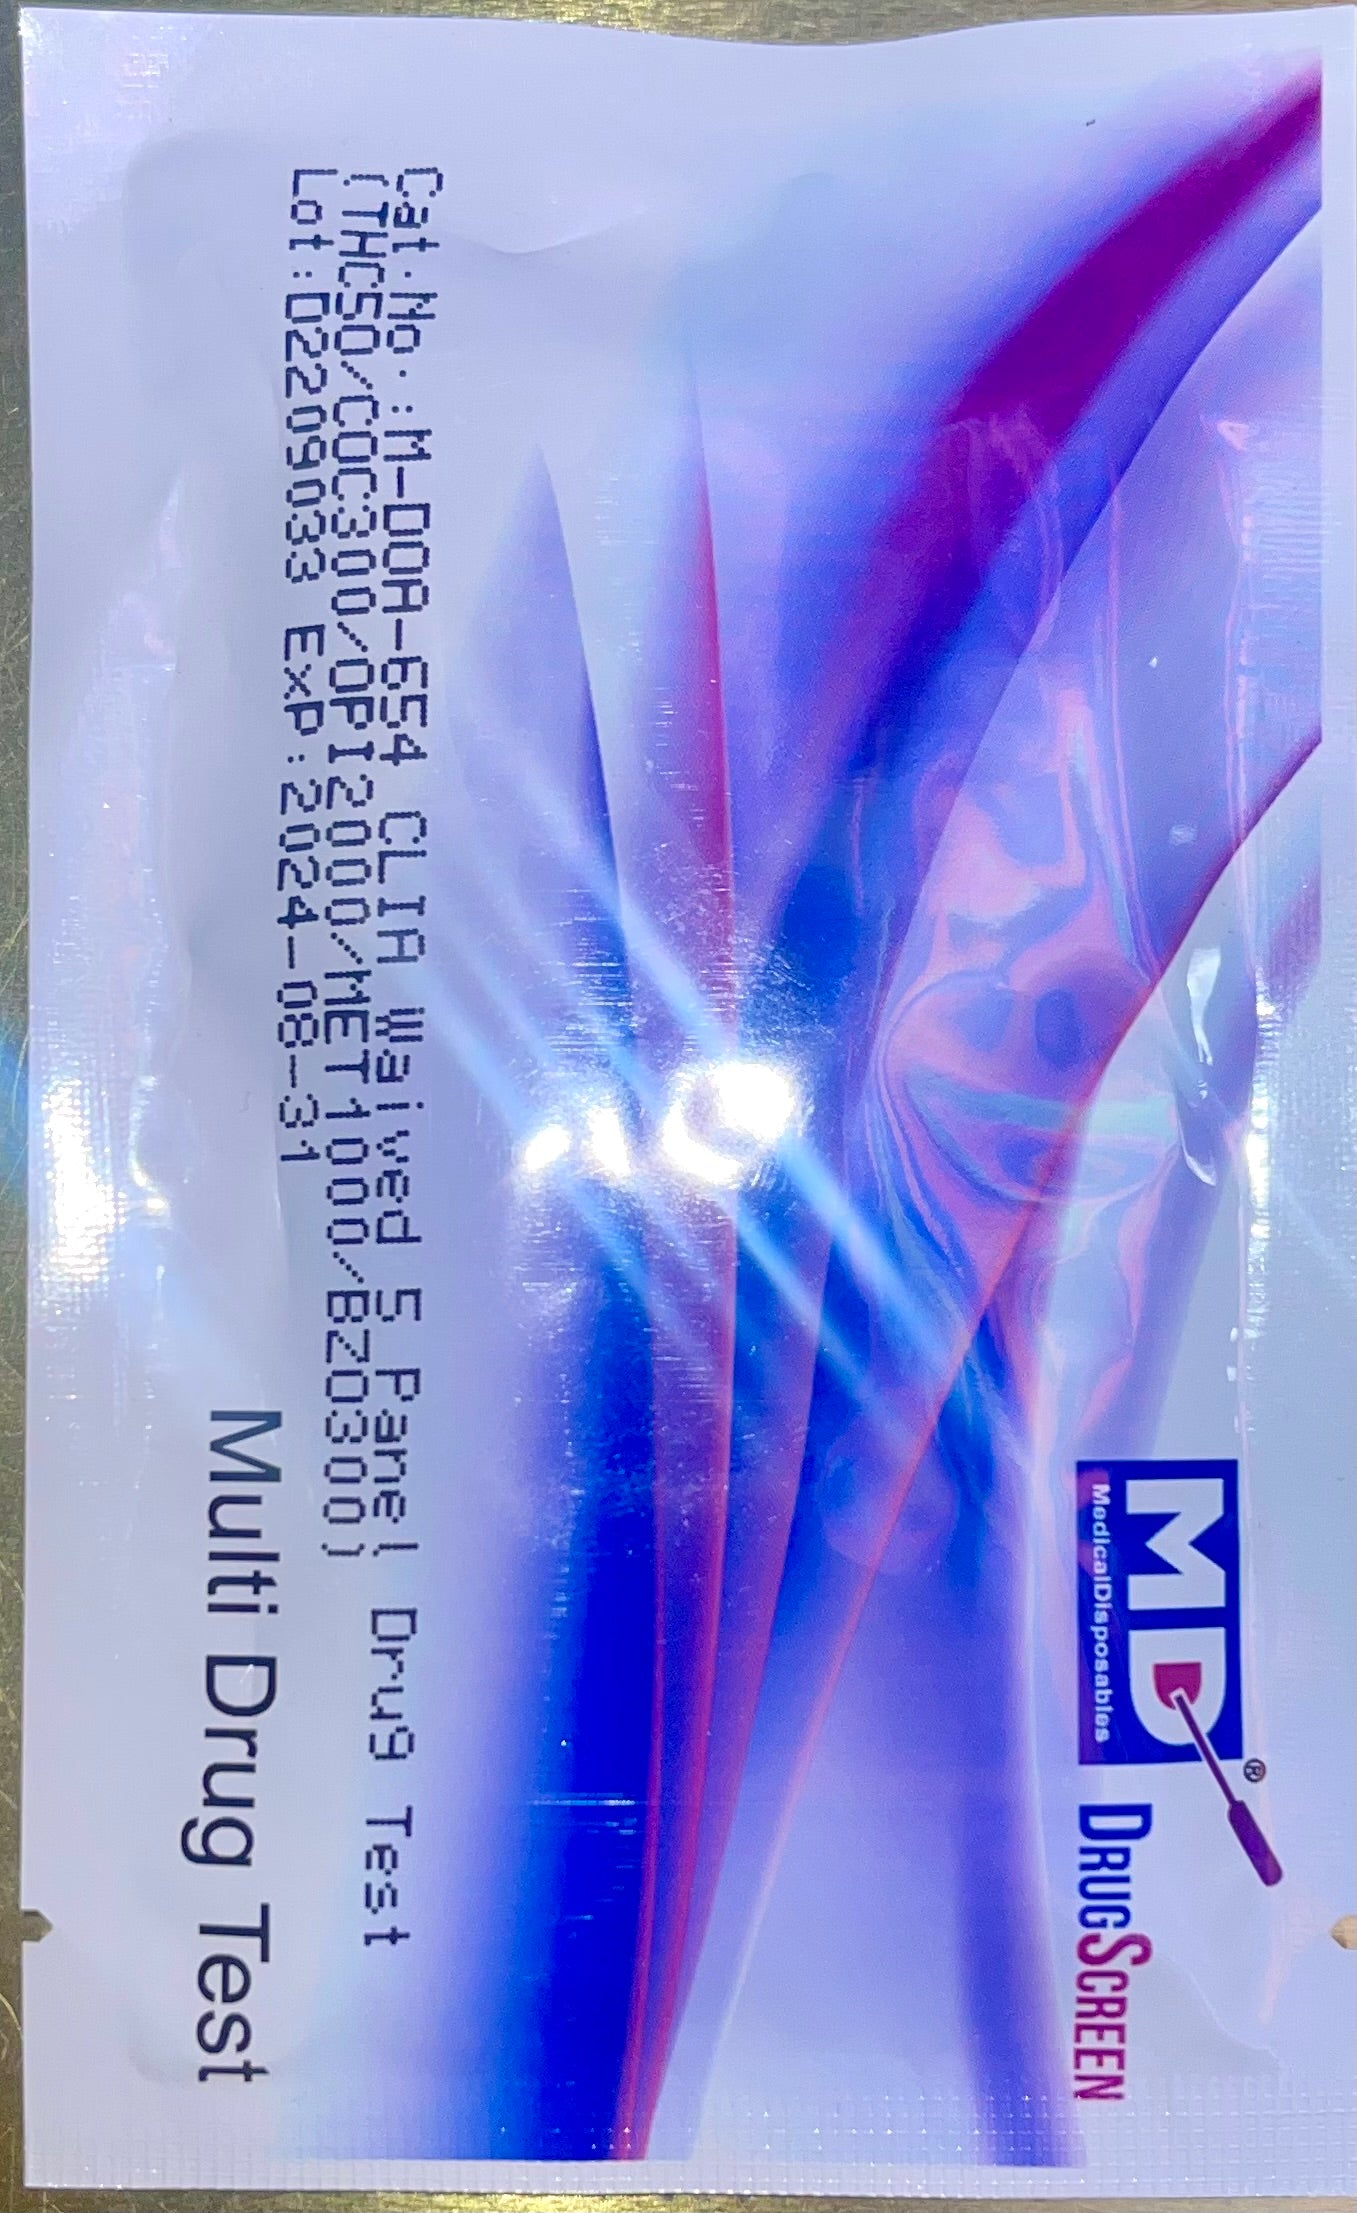 MD®
MedicalDisposables
DRUGSCREEN
Cat.No.:M-DOA-654 CLIA Waived 5 Panel Drug Test
(THC50/COC300/OPI2000/MET1000/BZO300)
Lot:D2209033 EXP:2024-08-31
Multi Drug Test